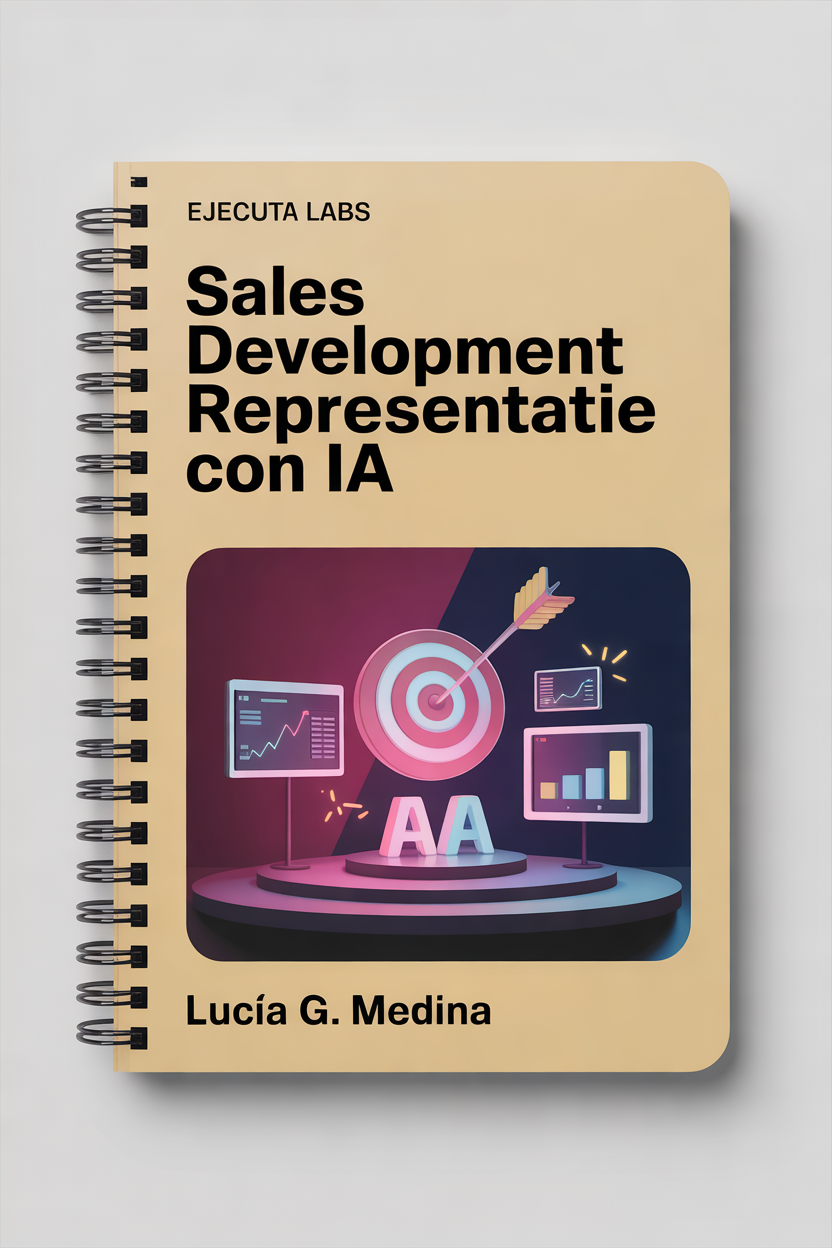 EJECUTA LABS
Sales
Development
Representatie
con IA
AA
Lucía G. Medina